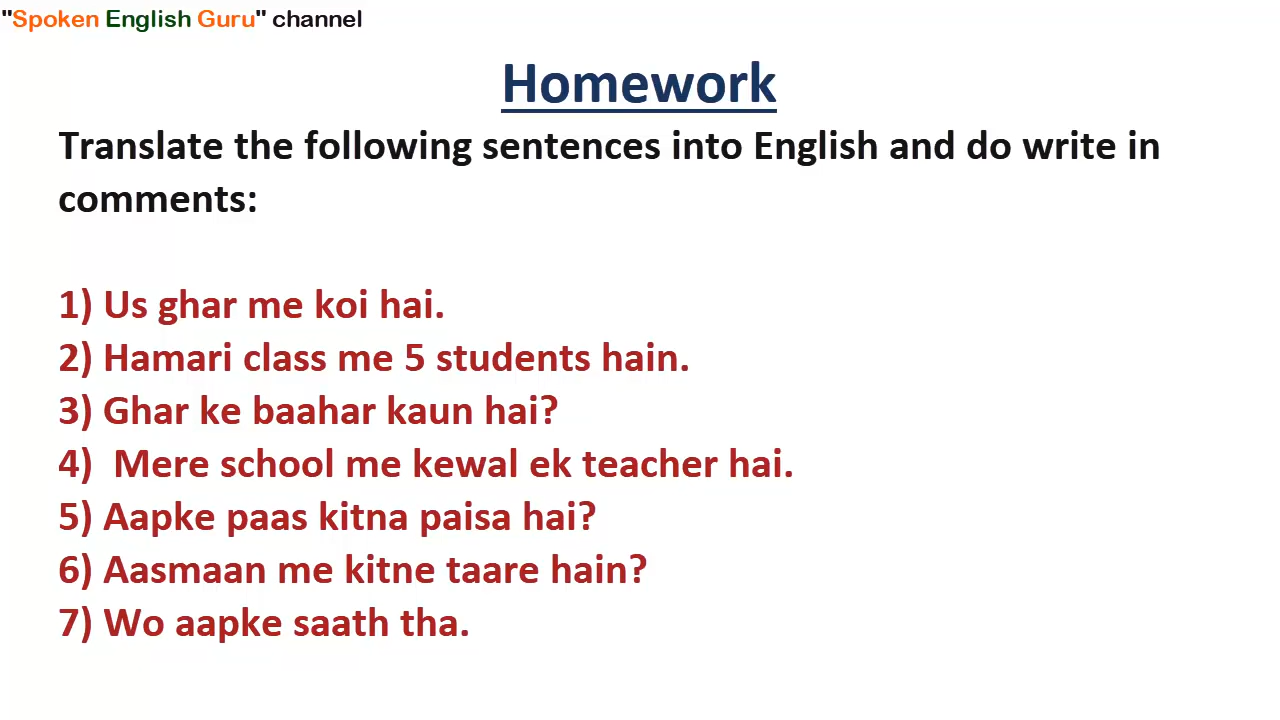 "Spoken English Guru" channel
Homework
Translate the following sentences into English and do write in
comments:
1) Us ghar me koi hai.
2) Hamari class me 5 students hain.
3) Ghar ke baahar kaun hai?
4) Mere school me kewal ek teacher hai.
5) Aapke paas kitna paisa hai?
6) Aasmaan me kitne taare hain?
7) Wo aapke saath tha.